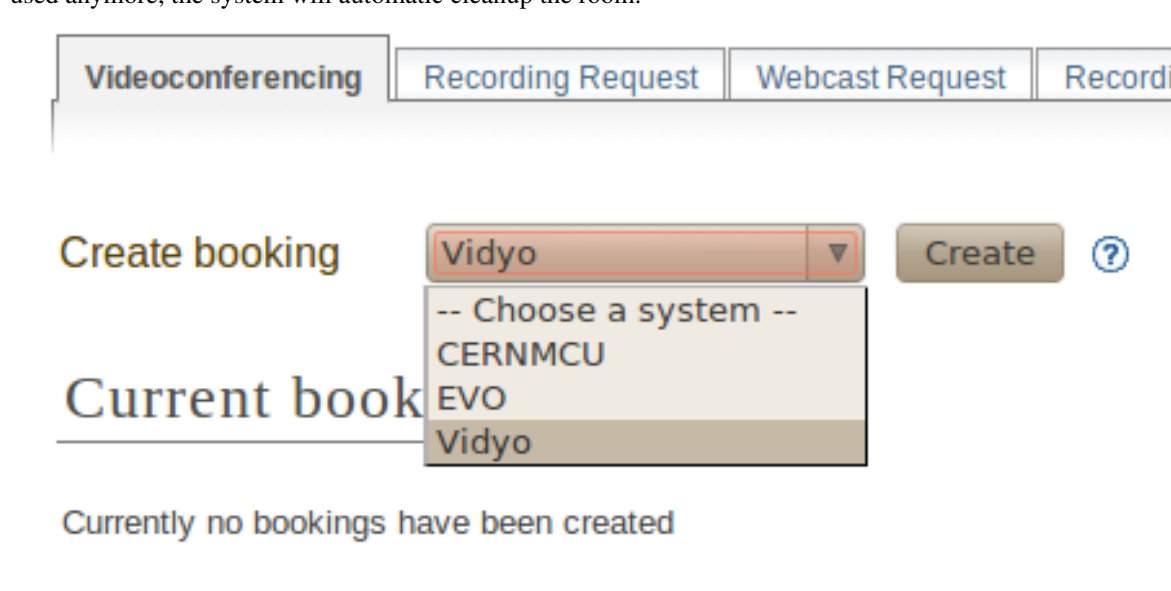 used anymore, the system will automatic cleanup the room.
Videoconferencing Recording Request Webcast Request Recordi
Create booking Vidyo Create ?
-- Choose a system --
CERNMCU
EVO
Vidyo
Current book
Currently no bookings have been created